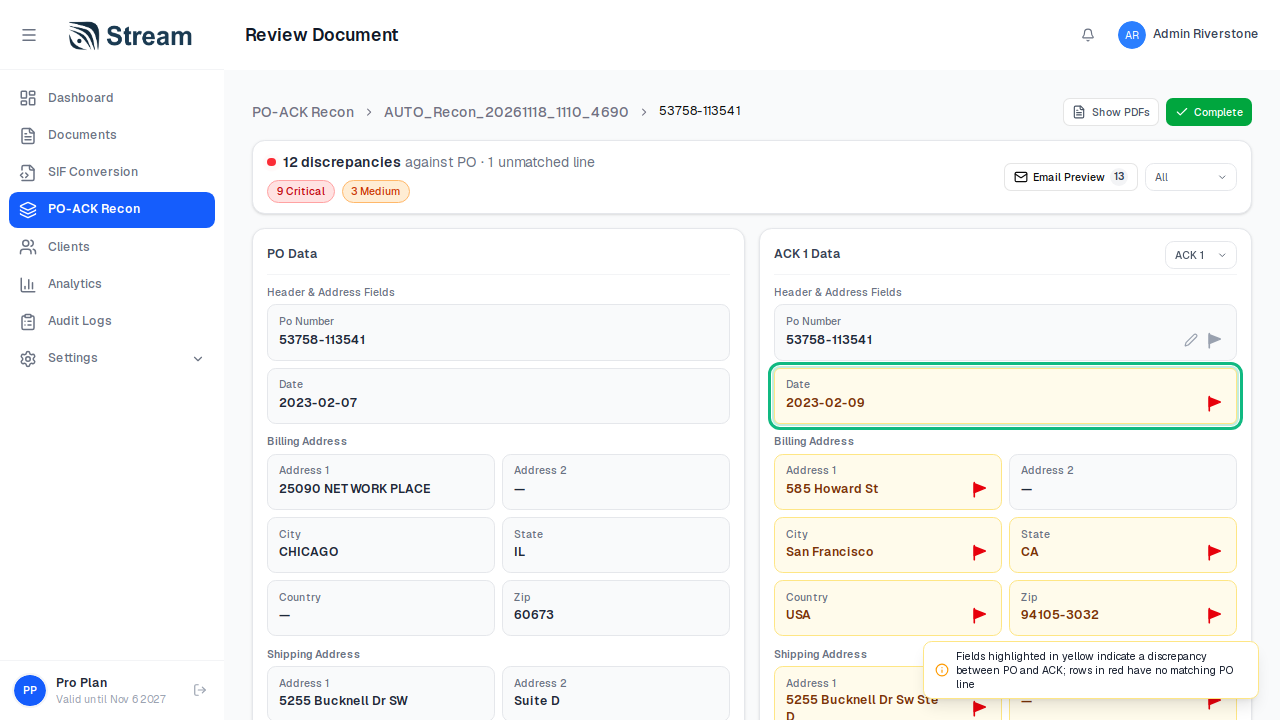 Stream
Review Document
AR
Admin Riverstone
Dashboard
Documents
SIF Conversion
PO-ACK Recon
Clients
Analytics
Audit Logs
Settings
PP
Pro Plan
Valid until Nov 6 2027
PO-ACK Recon > AUTO_Recon_20261118_1110_4690 > 53758-113541
Show PDFs
Complete
12 discrepancies against PO · 1 unmatched line
9 Critical
3 Medium
Email Preview 13
All
PO Data
Header & Address Fields
Po Number
53758-113541
Date
2023-02-07
Billing Address
Address 1
25090 NETWORK PLACE
Address 2
—
City
CHICAGO
State
IL
Country
—
Zip
60673
Shipping Address
Address 1
5255 Bucknell Dr SW
Address 2
Suite D
ACK 1 Data
ACK 1
Header & Address Fields
Po Number
53758-113541
Date
2023-02-09
Billing Address
Address 1
585 Howard St
Address 2
—
City
San Francisco
State
CA
Country
USA
Zip
94105-3032
Shipping Address
Address 1
5255 Bucknell Dr Sw Ste
D
—
Fields highlighted in yellow indicate a discrepancy
between PO and ACK; rows in red have no matching PO
line